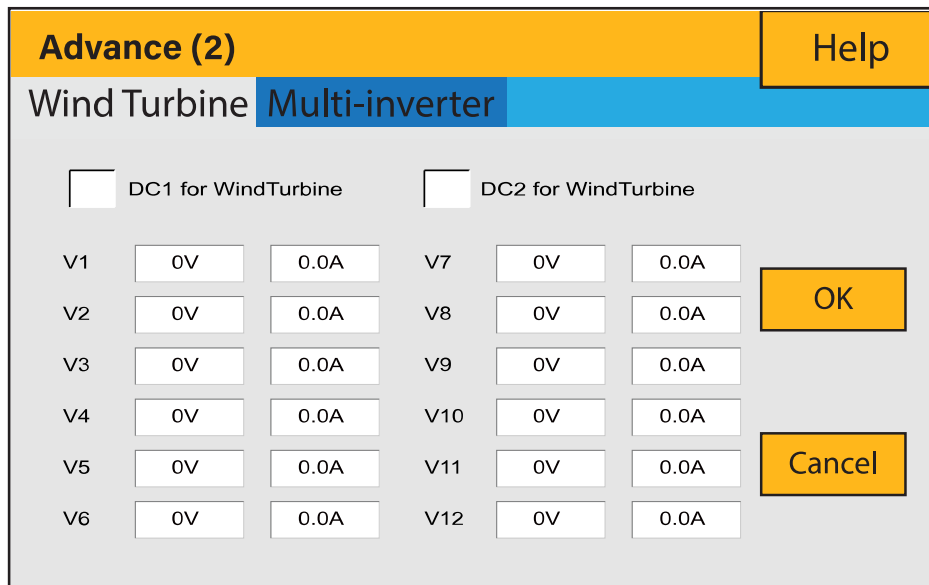 Advance (2) Help
Wind Turbine Multi-inverter
DC1 for WindTurbine DC2 for WindTurbine
V1 0V 0.0A V7 0V 0.0A
OK
V2 0V 0.0A V8 0V 0.0A
V3 0V 0.0A V9 0V 0.0A
V4 0V 0.0A V10 0V 0.0A
V5 0V 0.0A V11 0V 0.0A
Cancel
V6 0V 0.0A V12 0V 0.0A